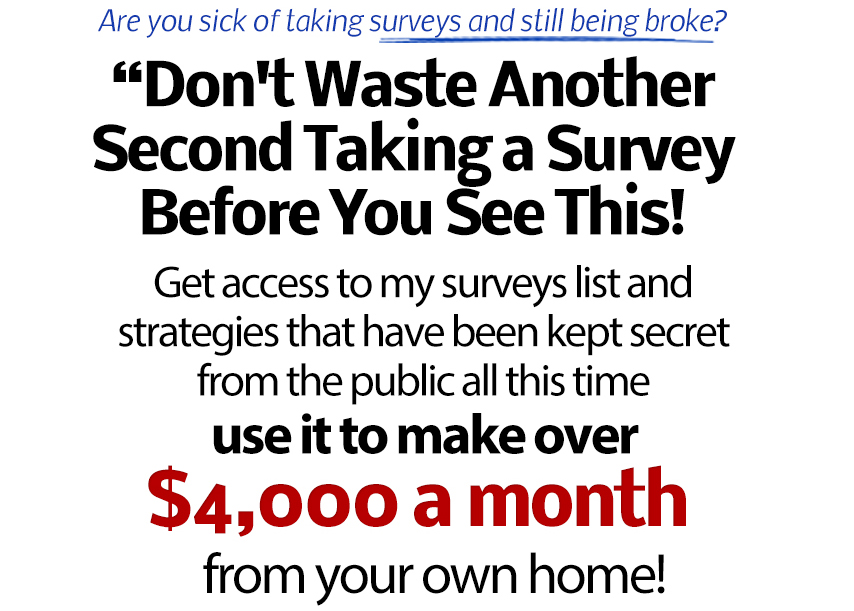 Are you sick of taking surveys and still being broke?
“Don't Waste Another
Second Taking a Survey
Before You See This!
Get access to my surveys list and
strategies that have been kept secret
from the public all this time
use it to make over
$4,000 a month
from your own home!